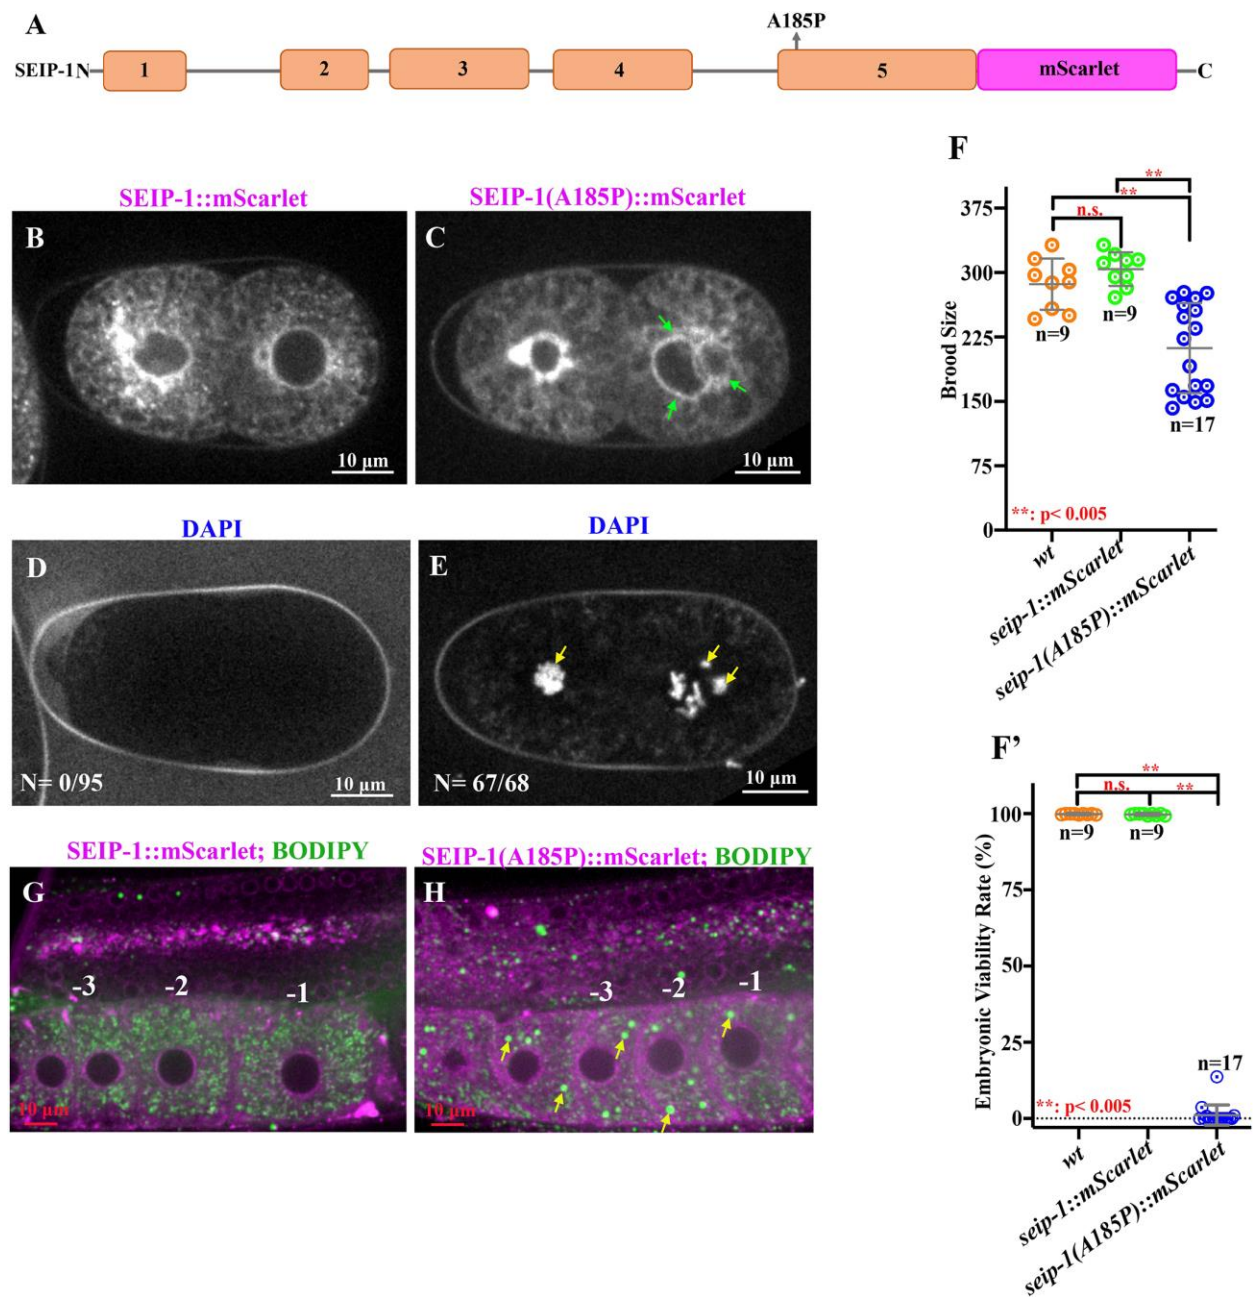 A
A185P
SEIP-1 N 1 2 3 4 5 mScarlet C
SEIP-1::mScarlet
SEIP-1(A185P)::mScarlet
B
10 µm
C
10 µm
DAPI
DAPI
D
N= 0/95
10 µm
E
N= 67/68
10 µm
SEIP-1::mScarlet; BODIPY
SEIP-1(A185P)::mScarlet; BODIPY
G
-3 -2 -1
10 µm
H
-3 -2 -1
10 µm
F
**
**
n.s.
375
300
225
150
75
0
Brood Size
n=9
n=9
n=17
**: p< 0.005
wt
seip-1::mScarlet
seip-1(A185P)::mScarlet
F’
**
n.s. **
100
75
50
25
0
Embryonic Viability Rate (%)
n=9
n=9
n=17
**: p< 0.005
wt
seip-1::mScarlet
seip-1(A185P)::mScarlet